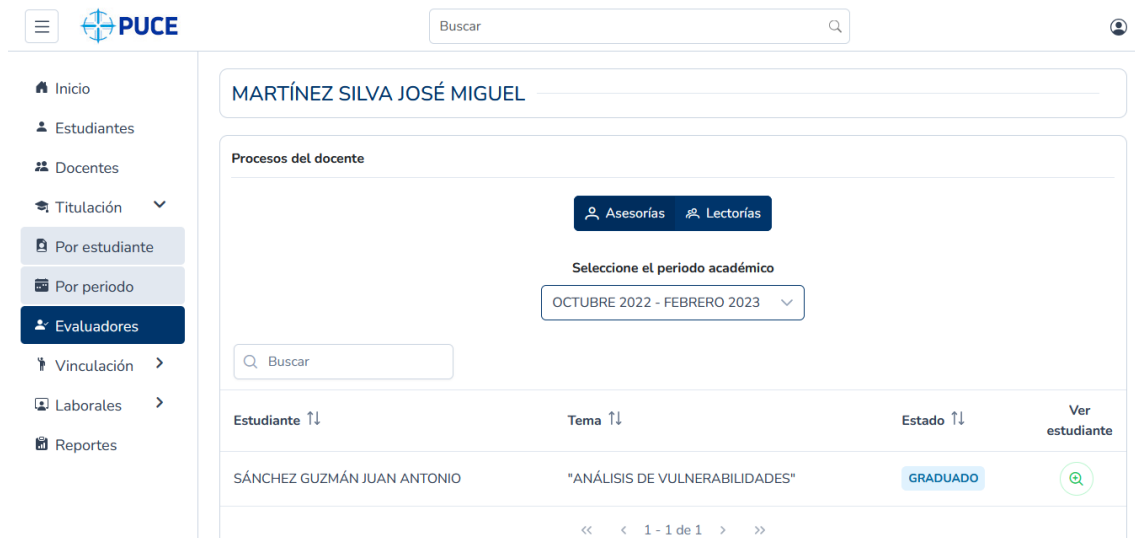 PUCE
Buscar
Inicio
Estudiantes
Docentes
Titulación
Por estudiante
Por periodo
Evaluadores
Vinculación
Laborales
Reportes
MARTÍNEZ SILVA JOSÉ MIGUEL
Procesos del docente
Asesorías Lectorías
Seleccione el periodo académico
OCTUBRE 2022 - FEBRERO 2023
Buscar
Estudiante Tema Estado Ver estudiante
SÁNCHEZ GUZMÁN JUAN ANTONIO "ANÁLISIS DE VULNERABILIDADES" GRADUADO
<< < 1 - 1 de 1 > >>